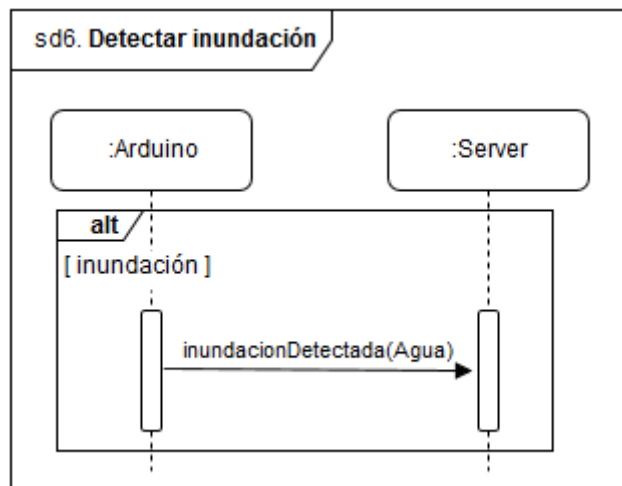 sd6. Detectar inundación
:Arduino
:Server
alt
[ inundación ]
inundacionDetectada(Agua)